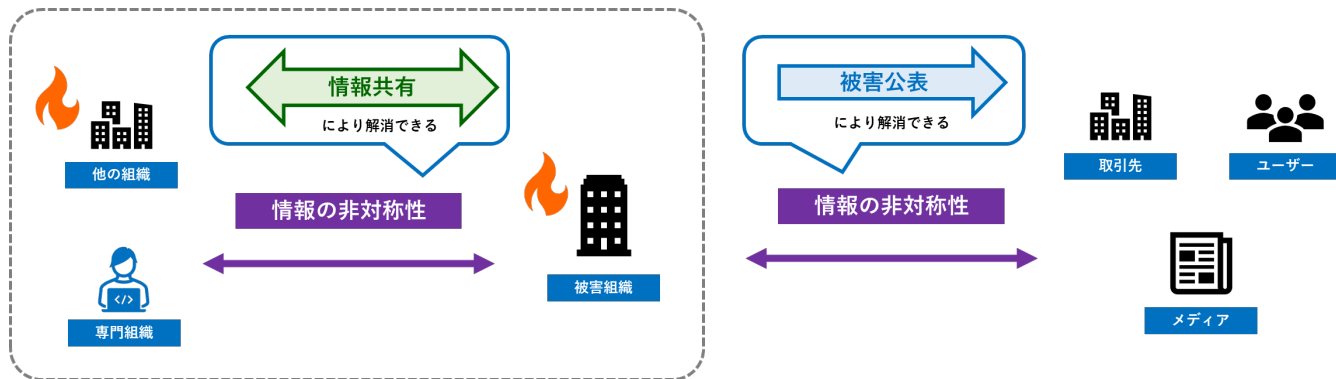 情報共有
により解消できる
他の組織
情報の非対称性
専門組織
</>
被害組織
被害公表
により解消できる
情報の非対称性
取引先
ユーザー
メディア